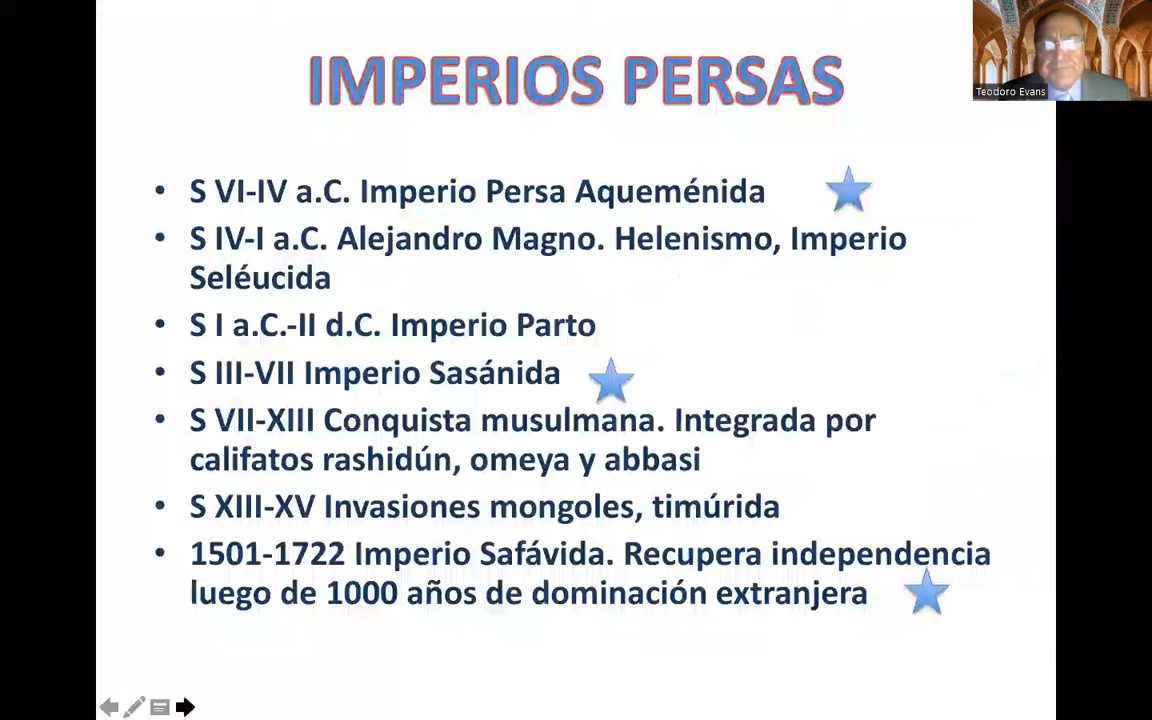 IMPERIOS PERSAS
Teodoro Evans
• S VI-IV a.C. Imperio Persa Aqueménida
• S IV-I a.C. Alejandro Magno. Helenismo, Imperio
Seléucida
• S I a.C.-II d.C. Imperio Parto
• S III-VII Imperio Sasánida
• S VII-XIII Conquista musulmana. Integrada por
califatos rashidún, omeya y abbasi
• S XIII-XV Invasiones mongoles, timúrida
• 1501-1722 Imperio Safávida. Recupera independencia
luego de 1000 años de dominación extranjera